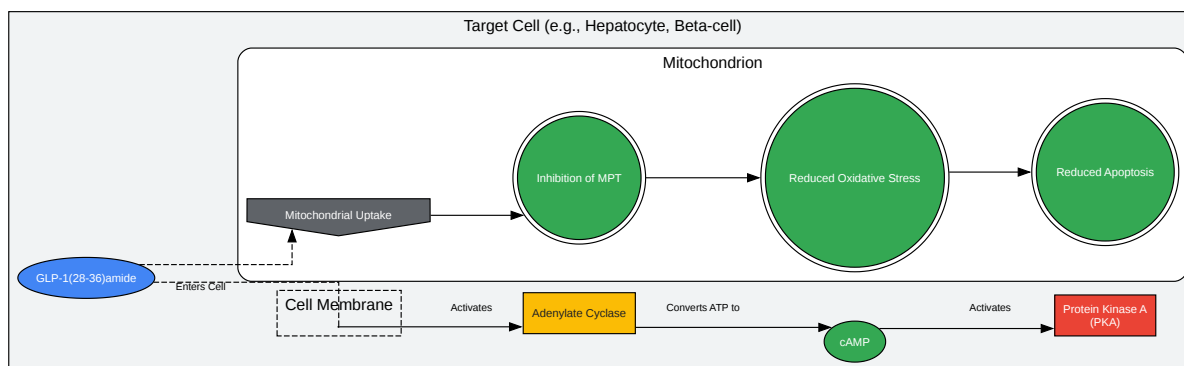 Target Cell (e.g., Hepatocyte, Beta-cell)
Mitochondrion
Inhibition of MPT
Reduced Oxidative Stress
Reduced Apoptosis
Mitochondrial Uptake
GLP-1(28-36)amide
Enters Cell
Cell Membrane
Activates
Adenylate Cyclase
Converts ATP to
cAMP
Activates
Protein Kinase A
(PKA)